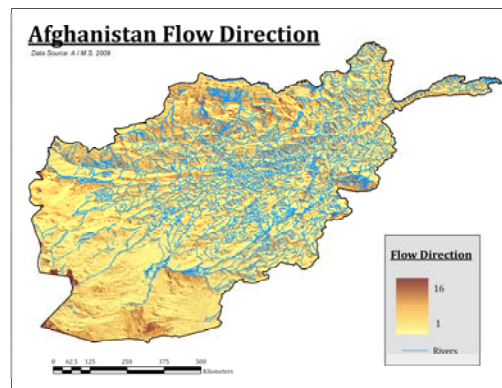 Afghanistan Flow Direction
Data Source: A.I.M.S. 2009
Flow Direction
16
1
Rivers
0 62.5 125 250 375 500
Kilometers